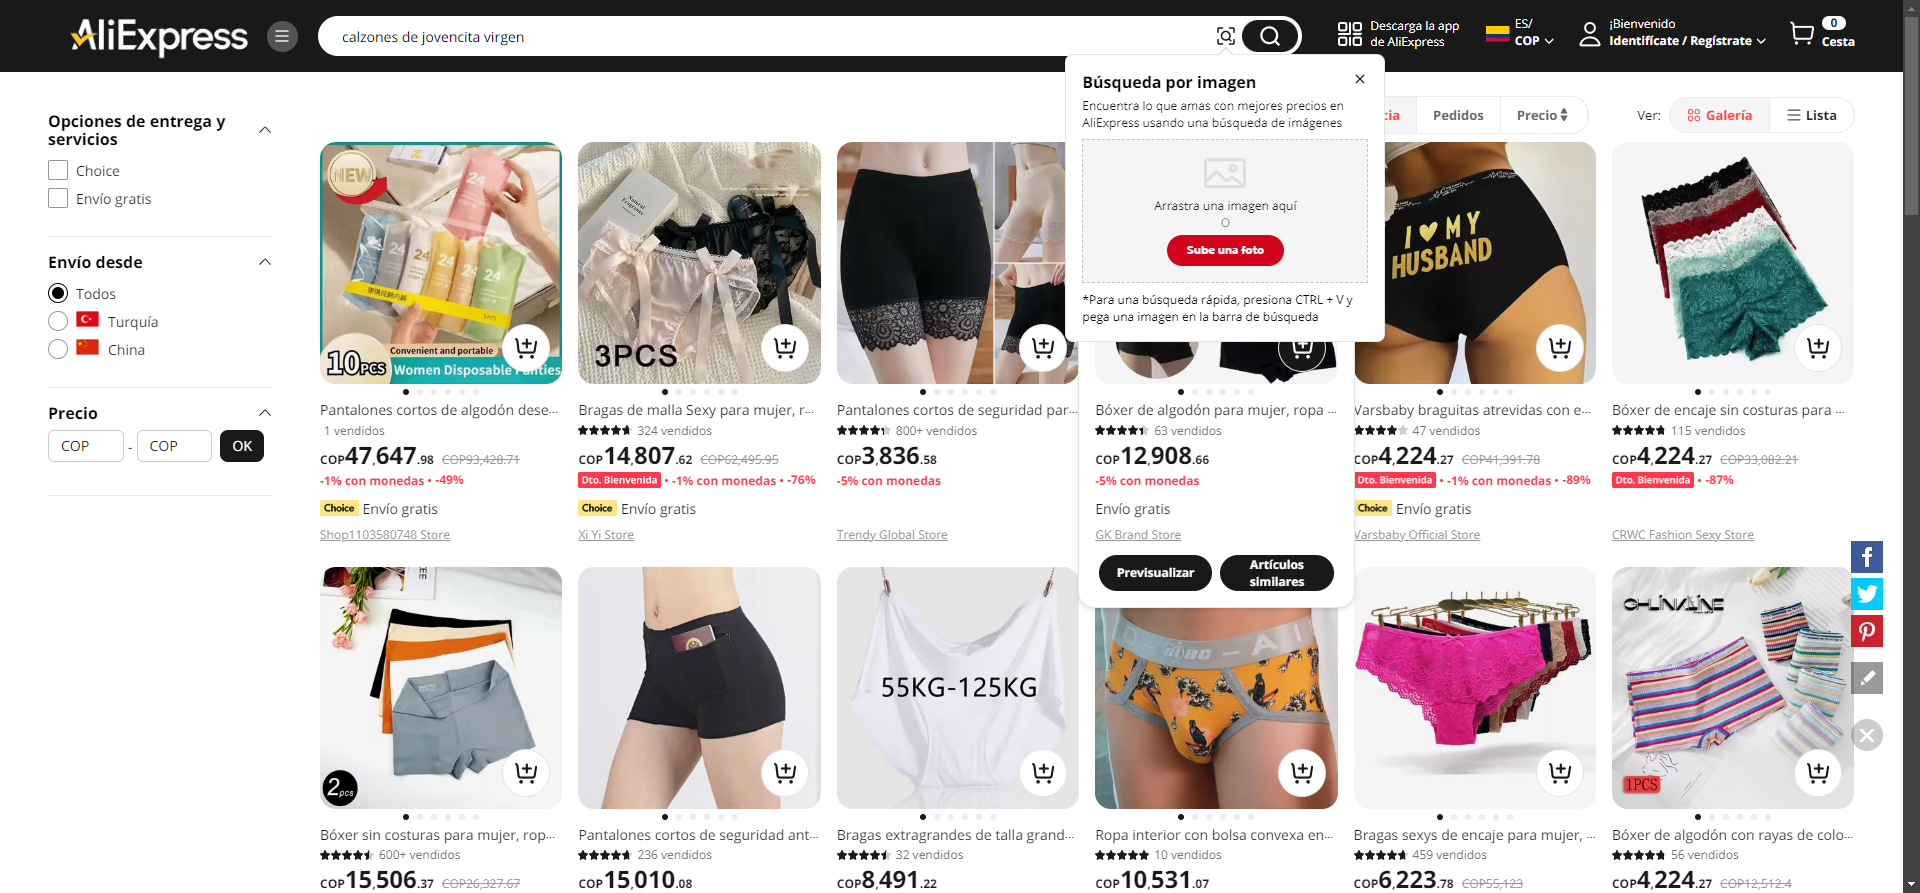 AliExpress
calzones de jovencita virgen
Descarga la app
de AliExpress
ES/
COP
¡Bienvenido
Identifícate / Regístrate
0
Cesta
Búsqueda por imagen
Encuentra lo que amas con mejores precios en
AliExpress usando una búsqueda de imágenes
Arrastra una imagen aquí
O
Sube una foto
*Para una búsqueda rápida, presiona CTRL + V y
pega una imagen en la barra de búsqueda
cia
Pedidos
Precio
Ver:
Galería
Lista
Opciones de entrega y
servicios
Choice
Envío gratis
Envío desde
Todos
Turquía
China
Precio
COP
-
COP
OK
NEW
24
24
24
24
24
5PCS
10PCS
Convenient and portable
Women Disposable Panties
3PCS
I MY
HUSBAND
Pantalones cortos de algodón dese...
1 vendidos
COP47,647.98 COP93,428.71
-1% con monedas • -49%
Choice Envío gratis
Shop1103580748 Store
Bragas de malla Sexy para mujer, r...
324 vendidos
COP14,807.62 COP62,495.95
Dto. Bienvenida • -1% con monedas • -76%
Choice Envío gratis
Xi Yi Store
Pantalones cortos de seguridad par...
800+ vendidos
COP3,836.58
-5% con monedas
Trendy Global Store
Bóxer de algodón para mujer, ropa ...
63 vendidos
COP12,908.66
-5% con monedas
Envío gratis
GK Brand Store
Previsualizar
Artículos
similares
Varsbaby braguitas atrevidas con e...
47 vendidos
COP4,224.27 COP41,391.78
Dto. Bienvenida • -1% con monedas • -89%
Choice Envío gratis
Varsbaby Official Store
Bóxer de encaje sin costuras para ...
115 vendidos
COP4,224.27 COP33,082.21
Dto. Bienvenida • -87%
CRWC Fashion Sexy Store
2pcs
55KG-125KG
1PCS
Bóxer sin costuras para mujer, rop...
600+ vendidos
COP15,506.37 COP26,327.67
Pantalones cortos de seguridad ant...
236 vendidos
COP15,010.08
Bragas extragrandes de talla grand...
32 vendidos
COP8,491.22
Ropa interior con bolsa convexa en...
10 vendidos
COP10,531.07
Bragas sexys de encaje para mujer, ...
459 vendidos
COP6,223.78 COP55,123
Bóxer de algodón con rayas de colo...
56 vendidos
COP4,224.27 COP12,512.4